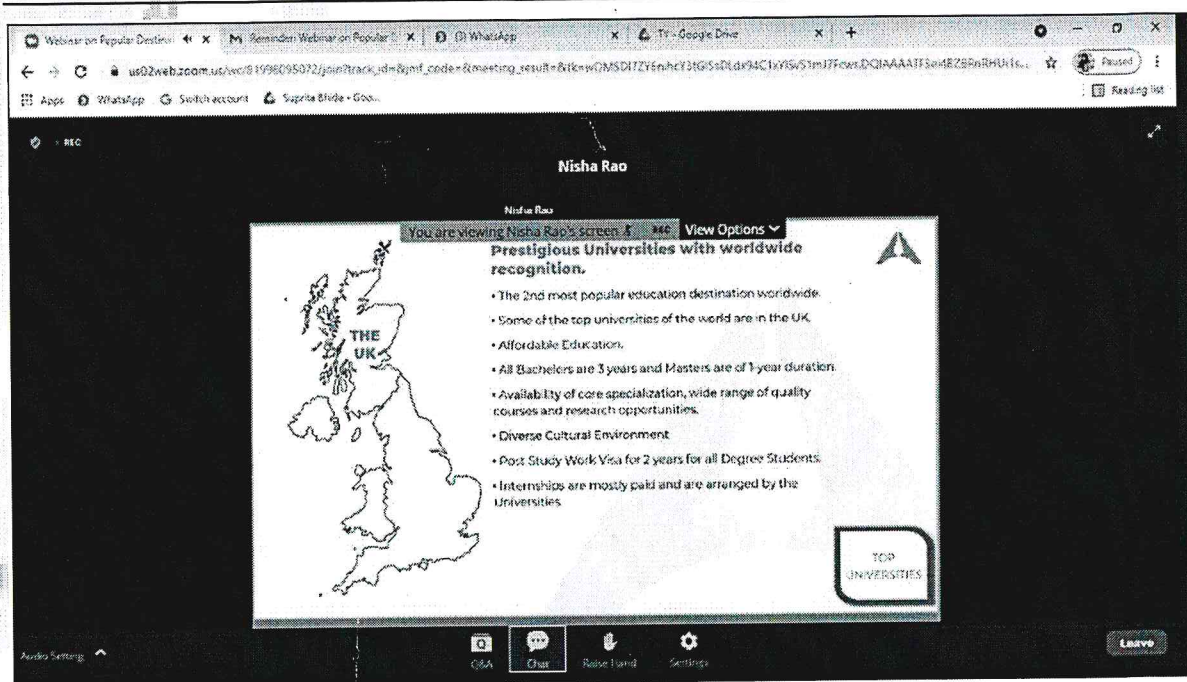 Webinar on Popular Destin
Reminder: Webinar on Popular D
(1) WhatsApp
TY - Google Drive
Paused
Apps
WhatsApp
Switch account
Suprita Bhide - Goo...
Reading list
REC
Nisha Rao
Nisha Rao
You are viewing Nisha Rao's screen
REC
View Options
Prestigious Universities with worldwide
recognition.
• The 2nd most popular education destination worldwide.
• Some of the top universities of the world are in the UK.
• Affordable Education.
• All Bachelors are 3 years and Masters are of 1-year duration.
• Availability of core specialization, wide range of quality
courses and research opportunities.
• Diverse Cultural Environment
• Post Study Work Visa for 2 years for all Degree Students.
• Internships are mostly paid and are arranged by the
Universities
THE
UK
TOP
UNIVERSITIES
Audio Setting
Q&A
Chat
Raise Hand
Settings
Leave